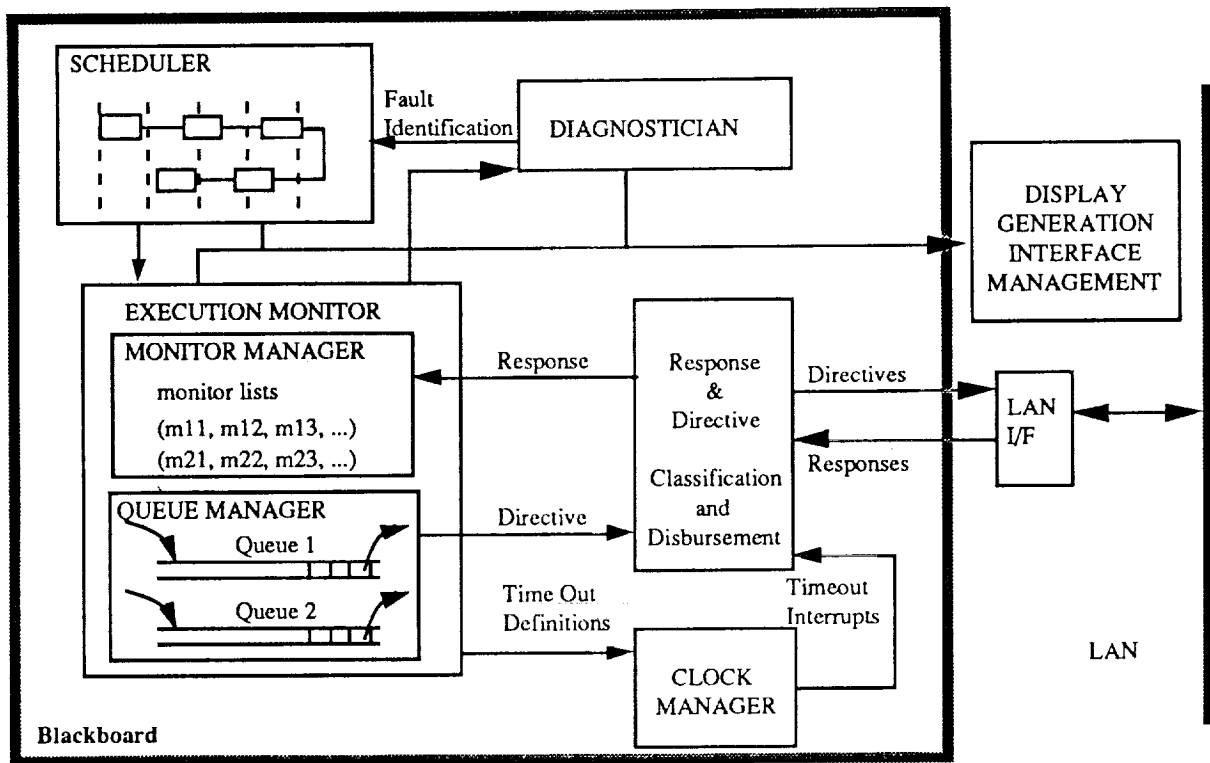 SCHEDULER
Fault
Identification
DIAGNOSTICIAN
DISPLAY
GENERATION
INTERFACE
MANAGEMENT
EXECUTION MONITOR
MONITOR MANAGER
monitor lists
(m11, m12, m13, ...)
(m21, m22, m23, ...)
Response
Response
&
Directive
Classification
and
Disbursement
Directives
Responses
LAN
I/F
QUEUE MANAGER
Queue 1
Queue 2
Directive
Time Out
Definitions
Timeout
Interrupts
CLOCK
MANAGER
LAN
Blackboard